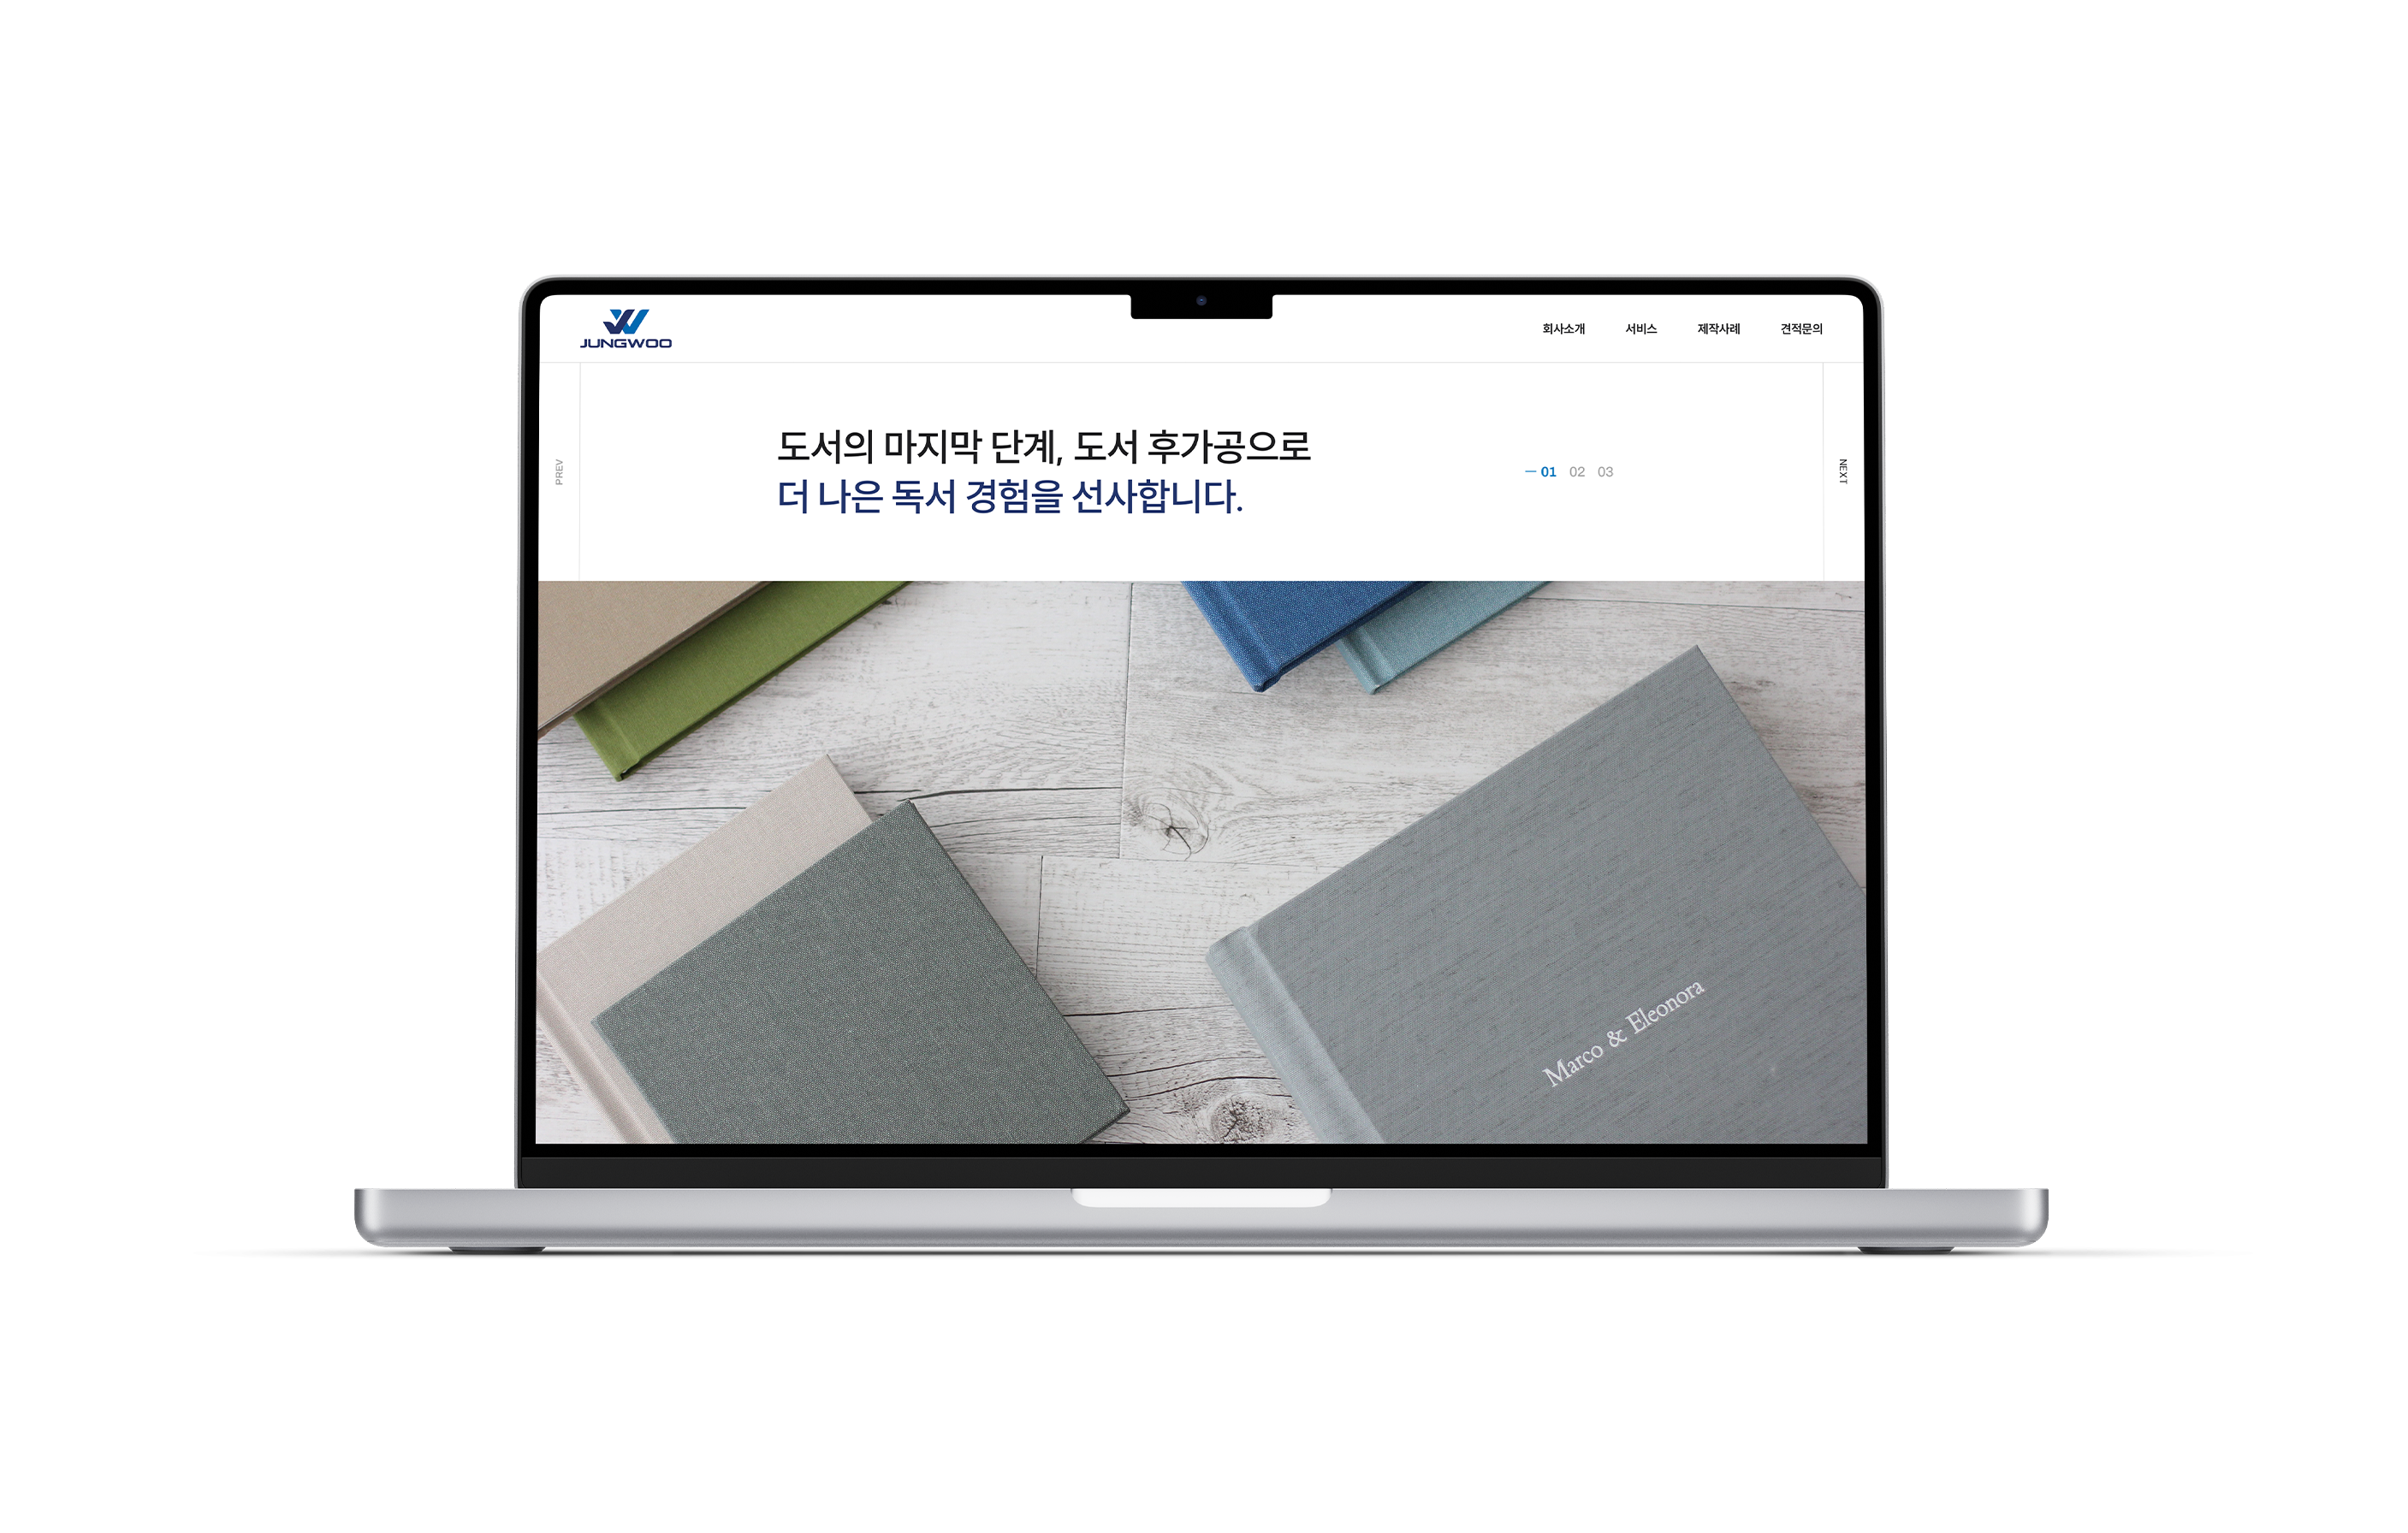 JUNGWOO
회사소개 서비스 제작사례 견적문의
PREV
도서의 마지막 단계, 도서 후가공으로
더 나은 독서 경험을 선사합니다.
01 02 03
NEXT
Marco & Eleonora